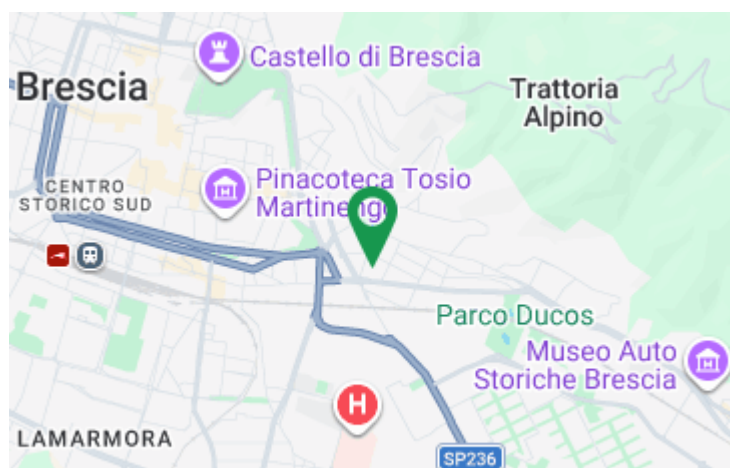 Castello di Brescia
Brescia
Trattoria
Alpino
CENTRO
STORICO SUD
Pinacoteca Tosio
Martinengo
Parco Ducos
Museo Auto
Storiche Brescia
H
LAMARMORA
SP236